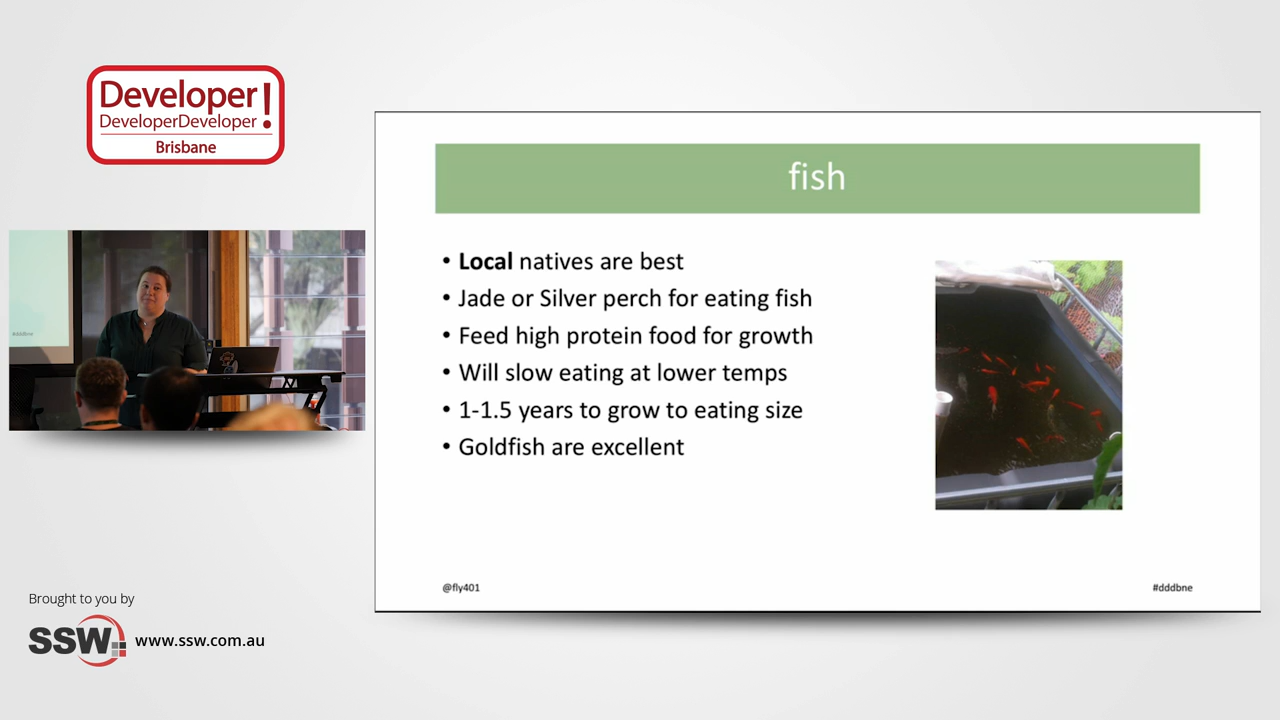 Developer!
DeveloperDeveloper
Brisbane
fish
• Local natives are best
• Jade or Silver perch for eating fish
• Feed high protein food for growth
• Will slow eating at lower temps
• 1-1.5 years to grow to eating size
• Goldfish are excellent
@fly401
#dddbne
#dddbne
Brought to you by
SSW
www.ssw.com.au